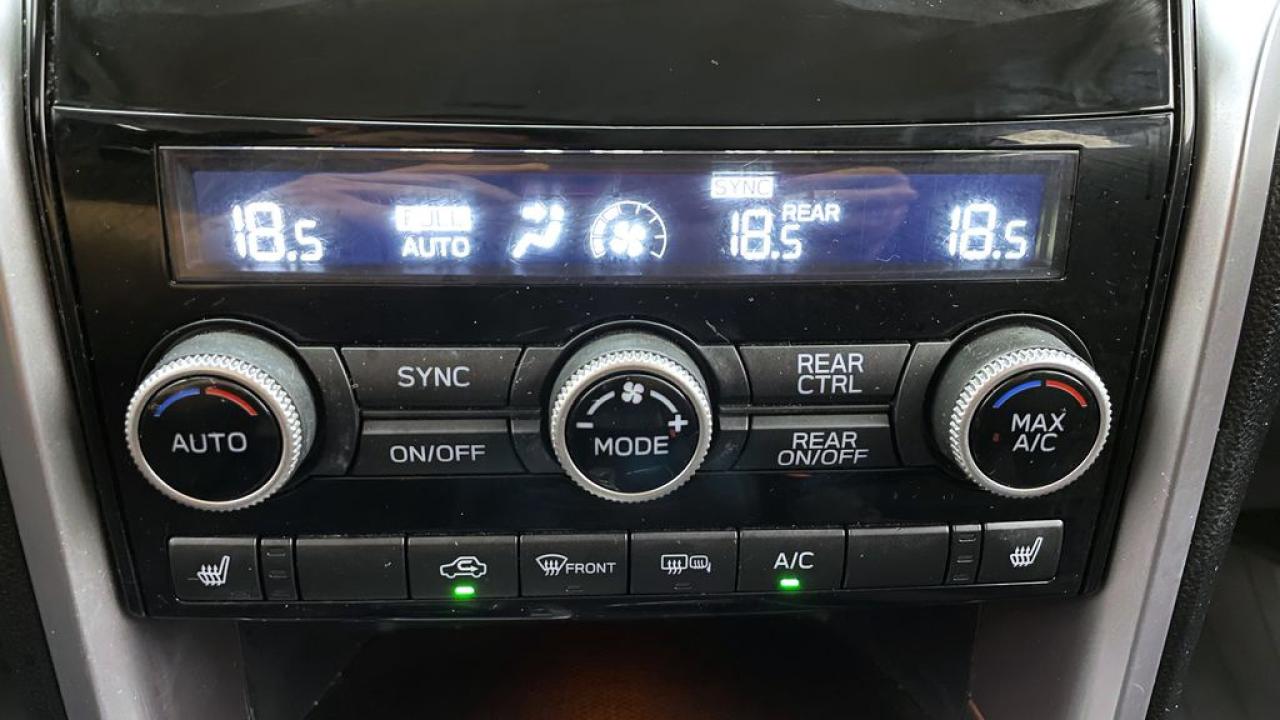 SYNC
18.5 FULL AUTO 18.5 REAR 18.5
SYNC
REAR
CTRL
AUTO
ON/OFF
MODE
REAR
ON/OFF
MAX
A/C
FRONT
A/C